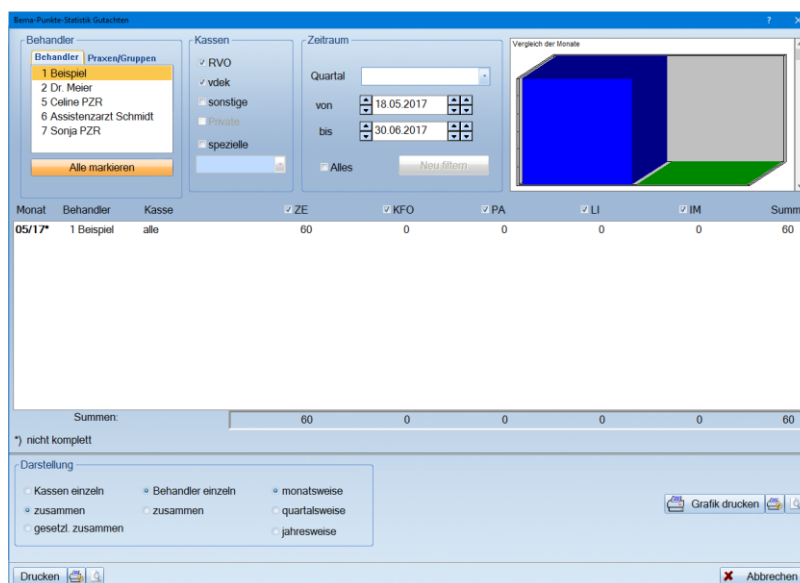 Bema-Punkte-Statistik Gutachten
Behandler
Behandler Praxen/Gruppen
1 Beispiel
2 Dr. Meier
5 Celine PZR
6 Assistenzarzt Schmidt
7 Sonja PZR
Alle markieren
Kassen
RVO
vdek
sonstige
Private
spezielle
Zeitraum
Quartal
von 18.05.2017
bis 30.06.2017
Alles Neu filtern
Vergleich der Monate
Monat Behandler Kasse ZE KFO PA LI IM Summ
05/17* 1 Beispiel alle 60 0 0 0 0 60
Summen: 60 0 0 0 0 60
*) nicht komplett
Darstellung
Kassen einzeln Behandler einzeln monatsweise
zusammen zusammen quartalsweise
gesetzl. zusammen jahresweise
Grafik drucken
Drucken Abbrechen